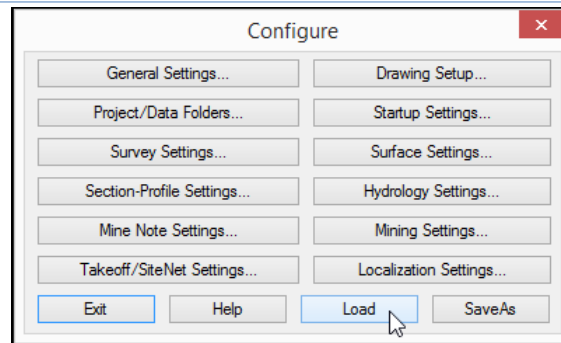 Configure
General Settings... Drawing Setup...
Project/Data Folders... Startup Settings...
Survey Settings... Surface Settings...
Section-Profile Settings... Hydrology Settings...
Mine Note Settings... Mining Settings...
Takeoff/SiteNet Settings... Localization Settings...
Exit Help Load SaveAs